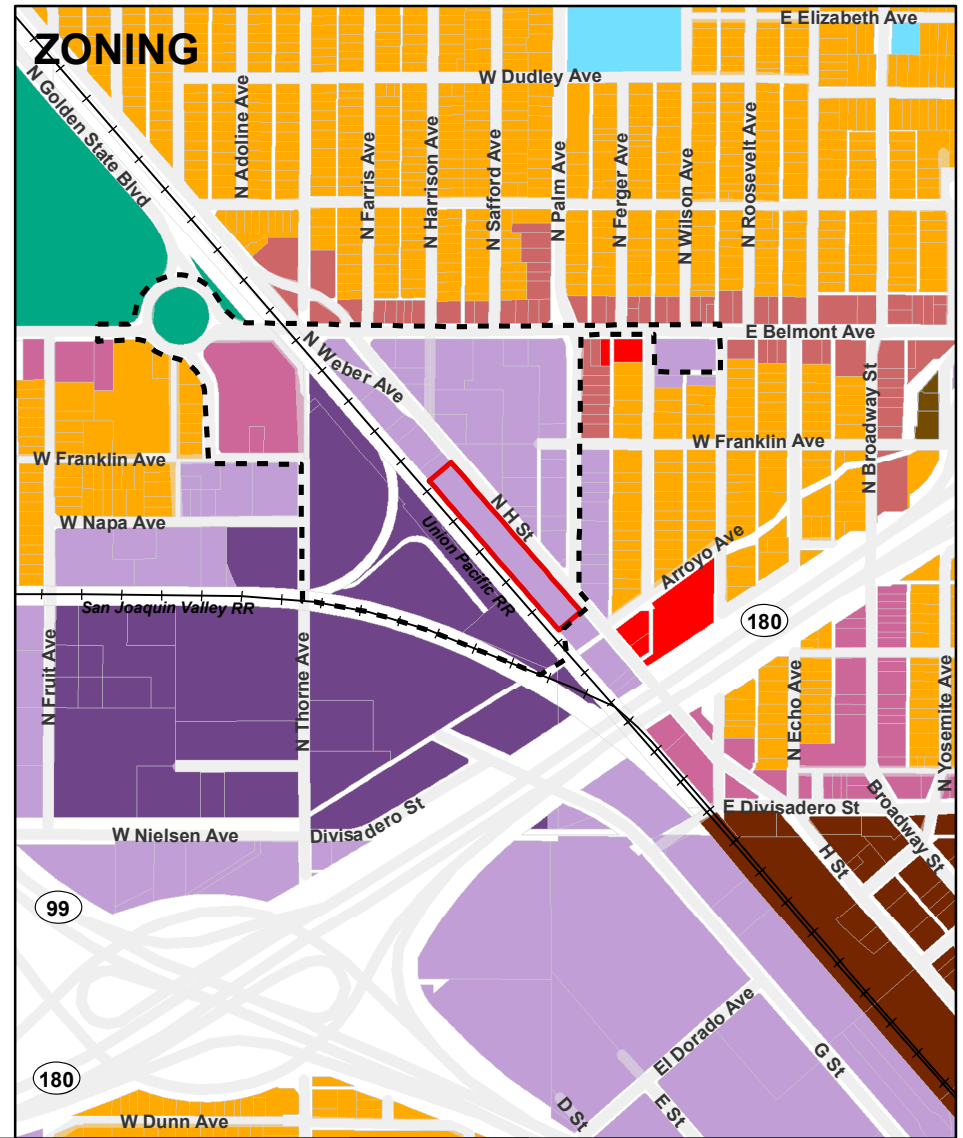 ZONING
E Elizabeth Ave
W Dudley Ave
N Golden State Blvd
N Adoline Ave
N Farris Ave
N Harrison Ave
N Safford Ave
N Palm Ave
N Ferger Ave
N Wilson Ave
N Roosevelt Ave
E Belmont Ave
N Weber Ave
N Broadway St
W Franklin Ave
W Franklin Ave
W Napa Ave
N H St
Union Pacific RR
Arroyo Ave
San Joaquin Valley RR
180
N Fruit Ave
N Thorne Ave
N Echo Ave
N Yosemite Ave
E Divisadero St
Broadway St
W Nielsen Ave
Divisadero St
H St
99
El Dorado Ave
G St
180
D St
E St
W Dunn Ave